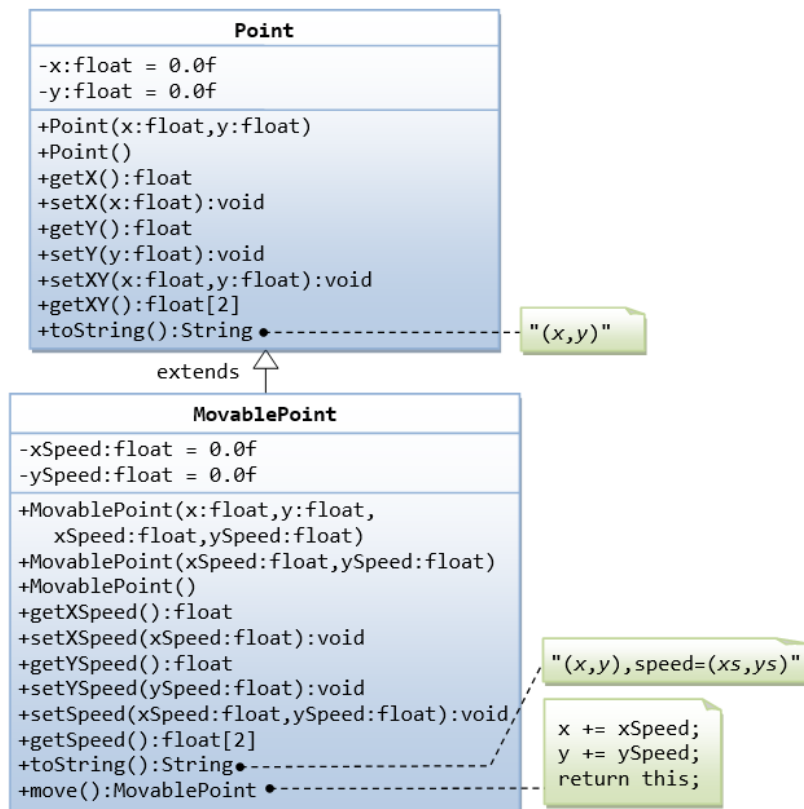 Point
-x:float = 0.0f
-y:float = 0.0f
+Point(x:float,y:float)
+Point()
+getX():float
+setX(x:float):void
+getY():float
+setY(y:float):void
+setXY(x:float,y:float):void
+getXY():float[2]
+toString():String
"(x,y)"
extends
MovablePoint
-xSpeed:float = 0.0f
-ySpeed:float = 0.0f
+MovablePoint(x:float,y:float,
xSpeed:float,ySpeed:float)
+MovablePoint(xSpeed:float,ySpeed:float)
+MovablePoint()
+getXSpeed():float
+setXSpeed(xSpeed:float):void
+getYSpeed():float
+setYSpeed(ySpeed:float):void
+setSpeed(xSpeed:float,ySpeed:float):void
+getSpeed():float[2]
+toString():String
+move():MovablePoint
"(x,y),speed=(xs,ys)"
x += xSpeed;
y += ySpeed;
return this;